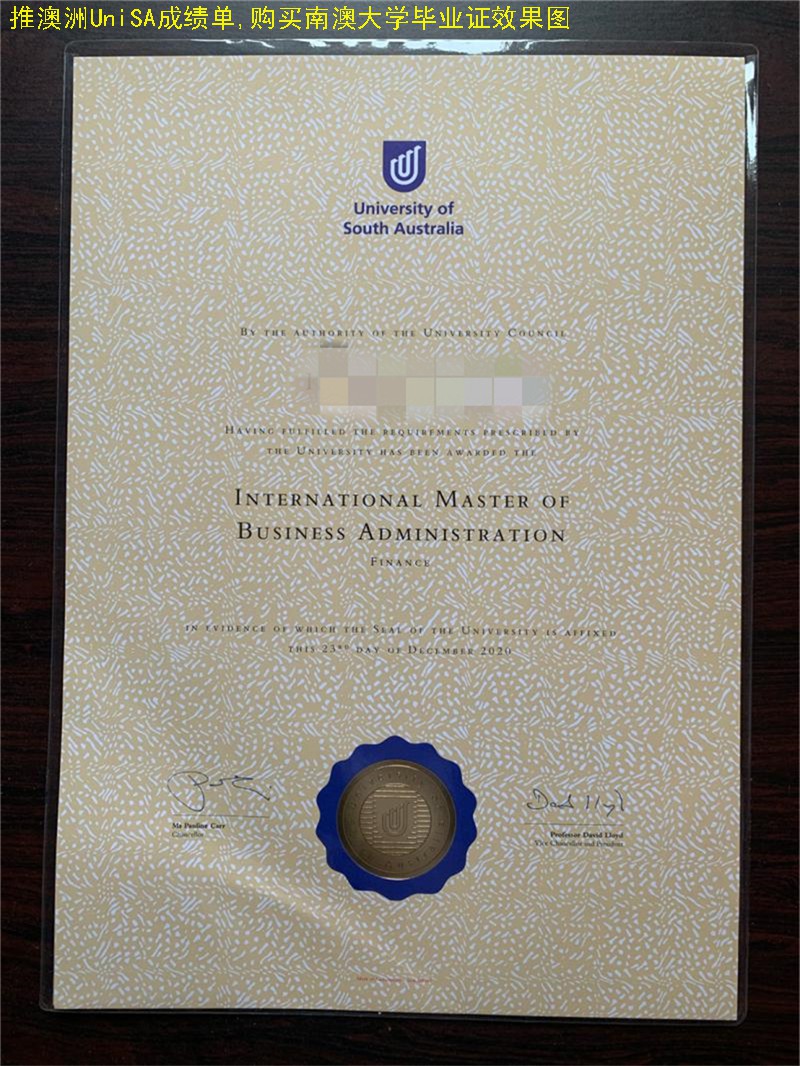 推澳洲UniSA成绩单,购买南澳大学毕业证效果图
University of
South Australia
BY THE AUTHORITY OF THE UNIVERSITY COUNCIL
HAVING FULFILLED THE REQUIREMENTS PRESCRIBED BY
THE UNIVERSITY HAS BEEN AWARDED THE
INTERNATIONAL MASTER OF
BUSINESS ADMINISTRATION
FINANCE
IN EVIDENCE OF WHICH THE SEAL OF THE UNIVERSITY IS AFFIXED
THIS 23RD DAY OF DECEMBER 2020
Ms Pauline Carr
Chancellor
Professor David Lloyd
Vice Chancellor and President